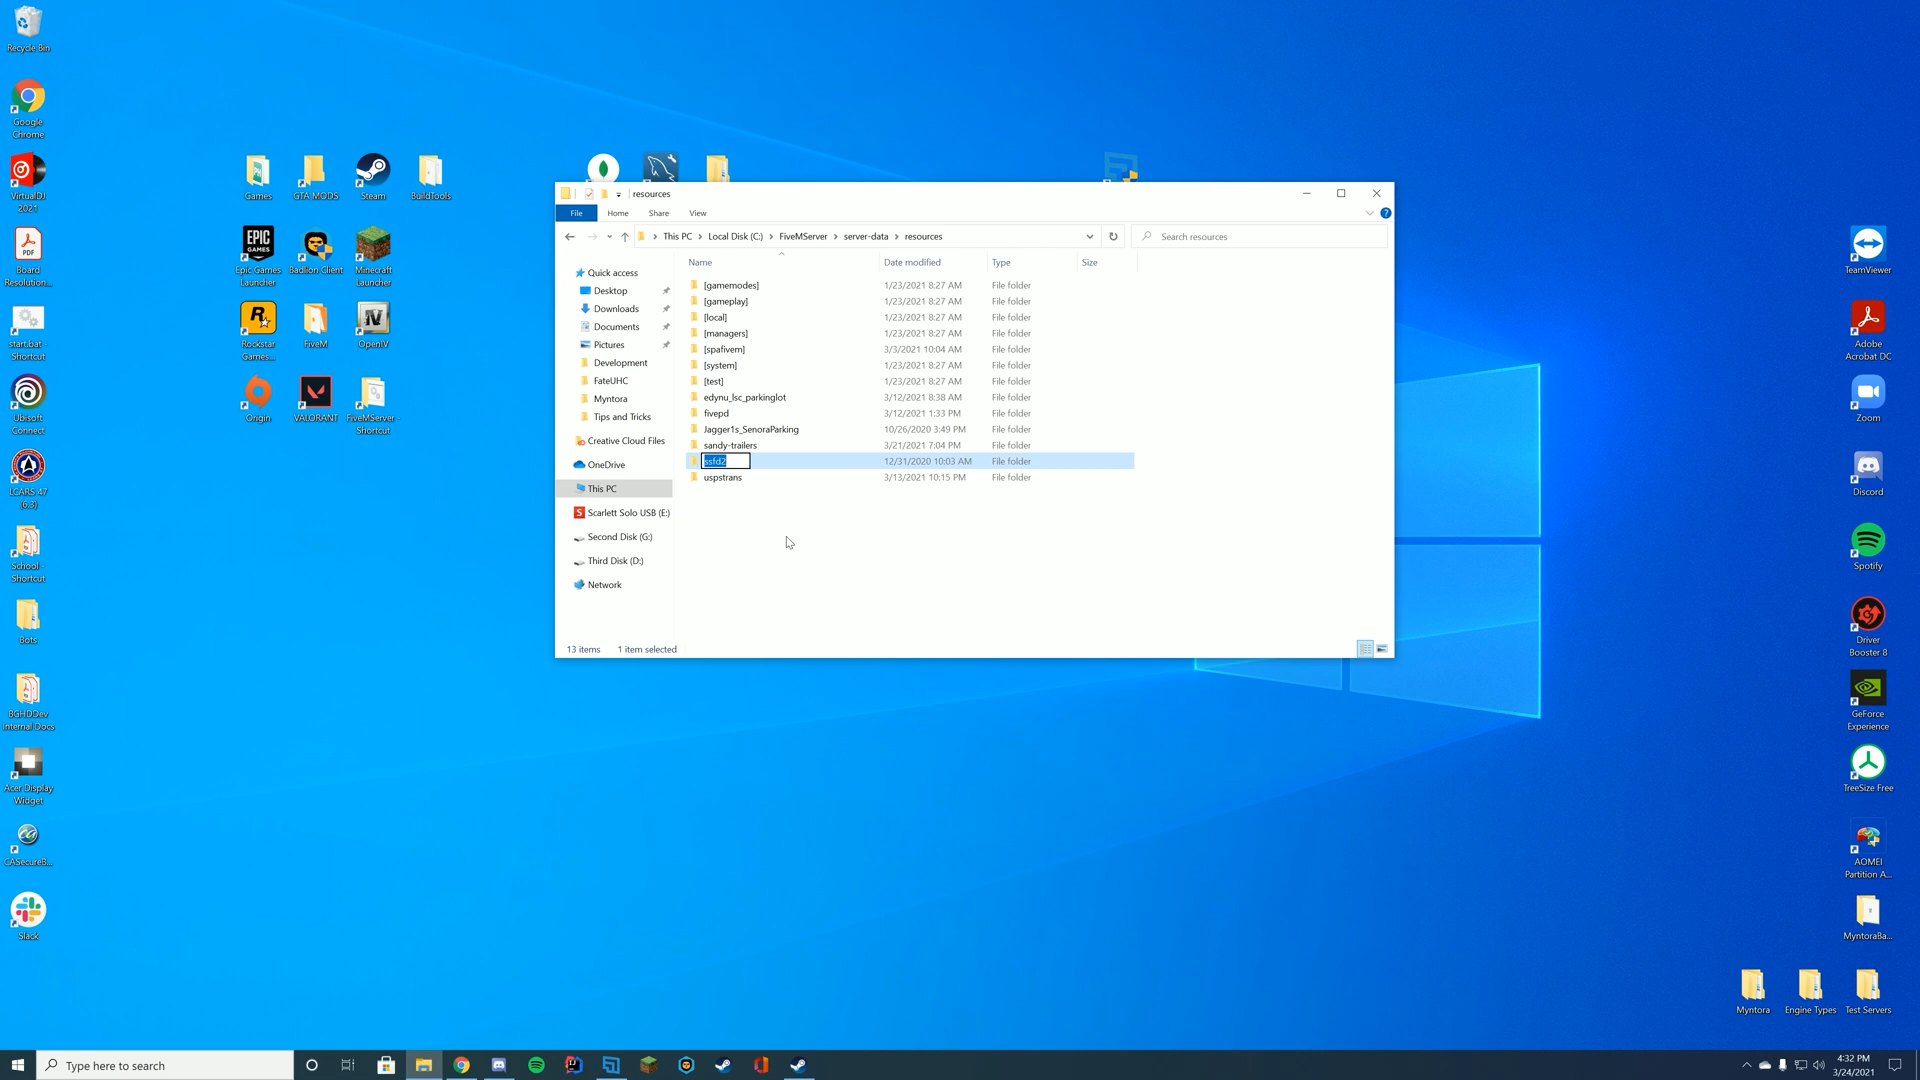 Recycle Bin
Google
Chrome
VirtualDJ
2021
Board
Resolution...
start.bat -
Shortcut
Ubisoft
Connect
LCARS 47
(6.3)
School -
Shortcut
Bots
BGHDDev
Internal Docs
Acer Display
Widget
CASecureB...
Slack
Games
GTA MODS
Steam
BuildTools
Epic Games
Launcher
Badlion Client
Minecraft
Launcher
Rockstar
Games...
FiveM
OpenIV
Origin
VALORANT
FiveMServer -
Shortcut
resources
File
Home
Share
View
This PC
Local Disk (C:)
FiveMServer
server-data
resources
Search resources
Name
Date modified
Type
Size
Quick access
Desktop
Downloads
Documents
Pictures
Development
FateUHC
Myntora
Tips and Tricks
Creative Cloud Files
OneDrive
This PC
Scarlett Solo USB (E:)
Second Disk (G:)
Third Disk (D:)
Network
[gamemodes] 1/23/2021 8:27 AM File folder
[gameplay] 1/23/2021 8:27 AM File folder
[local] 1/23/2021 8:27 AM File folder
[managers] 1/23/2021 8:27 AM File folder
[spafivem] 3/3/2021 10:04 AM File folder
[system] 1/23/2021 8:27 AM File folder
[test] 1/23/2021 8:27 AM File folder
edynu_lsc_parkinglot 3/12/2021 8:38 AM File folder
fivepd 3/12/2021 1:33 PM File folder
Jagger1s_SenoraParking 10/26/2020 3:49 PM File folder
sandy-trailers 3/21/2021 7:04 PM File folder
ssfd2 12/31/2020 10:03 AM File folder
uspstrans 3/13/2021 10:15 PM File folder
13 items
1 item selected
TeamViewer
Adobe
Acrobat DC
Zoom
Discord
Spotify
Driver
Booster 8
GeForce
Experience
TreeSize Free
AOMEI
Partition A...
MyntoraBa...
Myntora
Engine Types
Test Servers
Type here to search
4:32 PM
3/24/2021